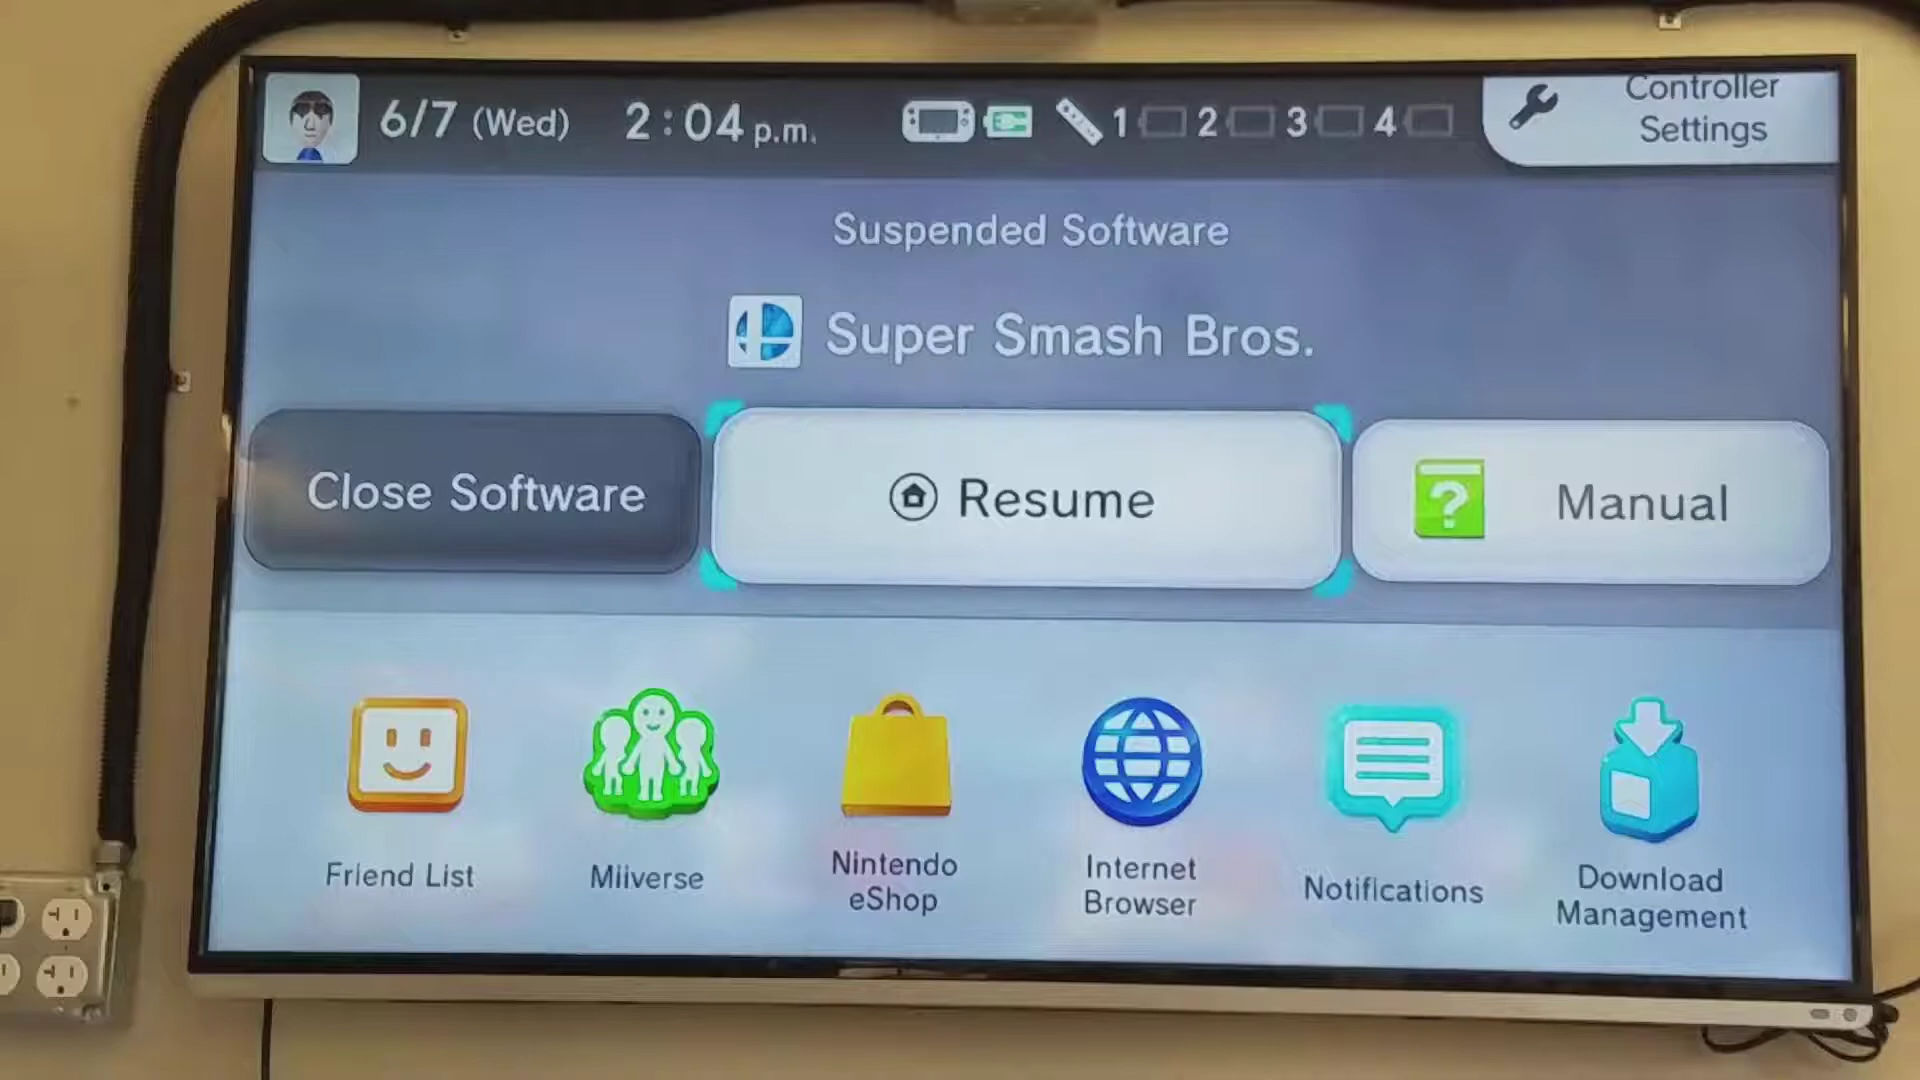 6/7 (Wed) 2:04 p.m. 1 2 3 4
Controller
Settings
Suspended Software
Super Smash Bros.
Close Software
Resume
? Manual
Friend List
Miiverse
Nintendo
eShop
Internet
Browser
Notifications
Download
Management